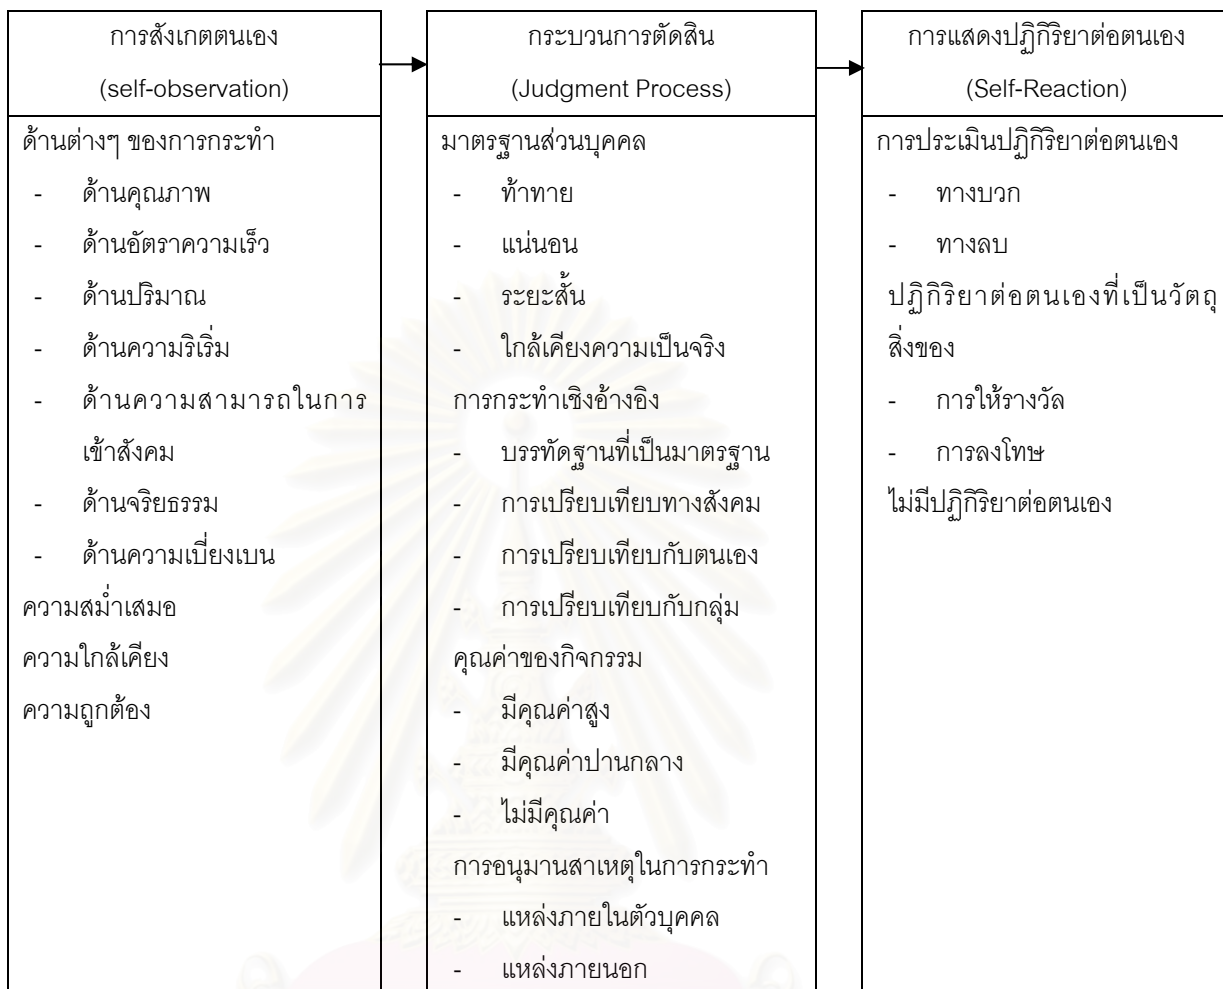 การสังเกตตนเอง
(self-observation)
ด้านต่างๆ ของการกระทำ
- ด้านคุณภาพ
- ด้านอัตราความเร็ว
- ด้านปริมาณ
- ด้านความริเริ่ม
- ด้านความสามารถในการ
เข้าสังคม
- ด้านจริยธรรม
- ด้านความเบี่ยงเบน
ความสม่ำเสมอ
ความใกล้เคียง
ความถูกต้อง
กระบวนการตัดสิน
(Judgment Process)
มาตรฐานส่วนบุคคล
- ท้าทาย
- แน่นอน
- ระยะสั้น
- ใกล้เคียงความเป็นจริง
การกระทำเชิงอ้างอิง
- บรรทัดฐานที่เป็นมาตรฐาน
- การเปรียบเทียบทางสังคม
- การเปรียบเทียบกับตนเอง
- การเปรียบเทียบกับกลุ่ม
คุณค่าของกิจกรรม
- มีคุณค่าสูง
- มีคุณค่าปานกลาง
- ไม่มีคุณค่า
การอนุมานสาเหตุในการกระทำ
- แหล่งภายในตัวบุคคล
- แหล่งภายนอก
การแสดงปฏิกิริยาต่อตนเอง
(Self-Reaction)
การประเมินปฏิกิริยาต่อตนเอง
- ทางบวก
- ทางลบ
ปฏิกิริยาต่อตนเองที่เป็นวัตถุ
สิ่งของ
- การให้รางวัล
- การลงโทษ
ไม่มีปฏิกิริยาต่อตนเอง